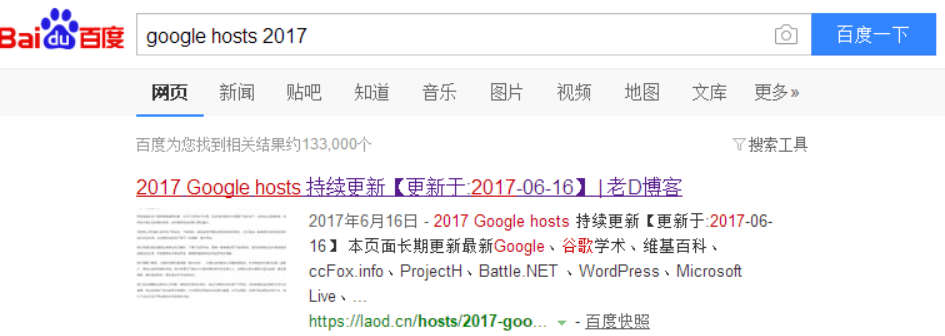 Baidu百度 google hosts 2017 百度一下
网页 新闻 贴吧 知道 音乐 图片 视频 地图 文库 更多»
百度为您找到相关结果约133,000个 搜索工具
2017 Google hosts 持续更新【更新于:2017-06-16】 | 老D博客
2017年6月16日 - 2017 Google hosts 持续更新【更新于:2017-06-
16】 本页面长期更新最新Google、谷歌学术、维基百科、
ccFox.info、ProjectH、Battle.NET 、WordPress、Microsoft
Live、…
https://laod.cn/hosts/2017-goo... - 百度快照